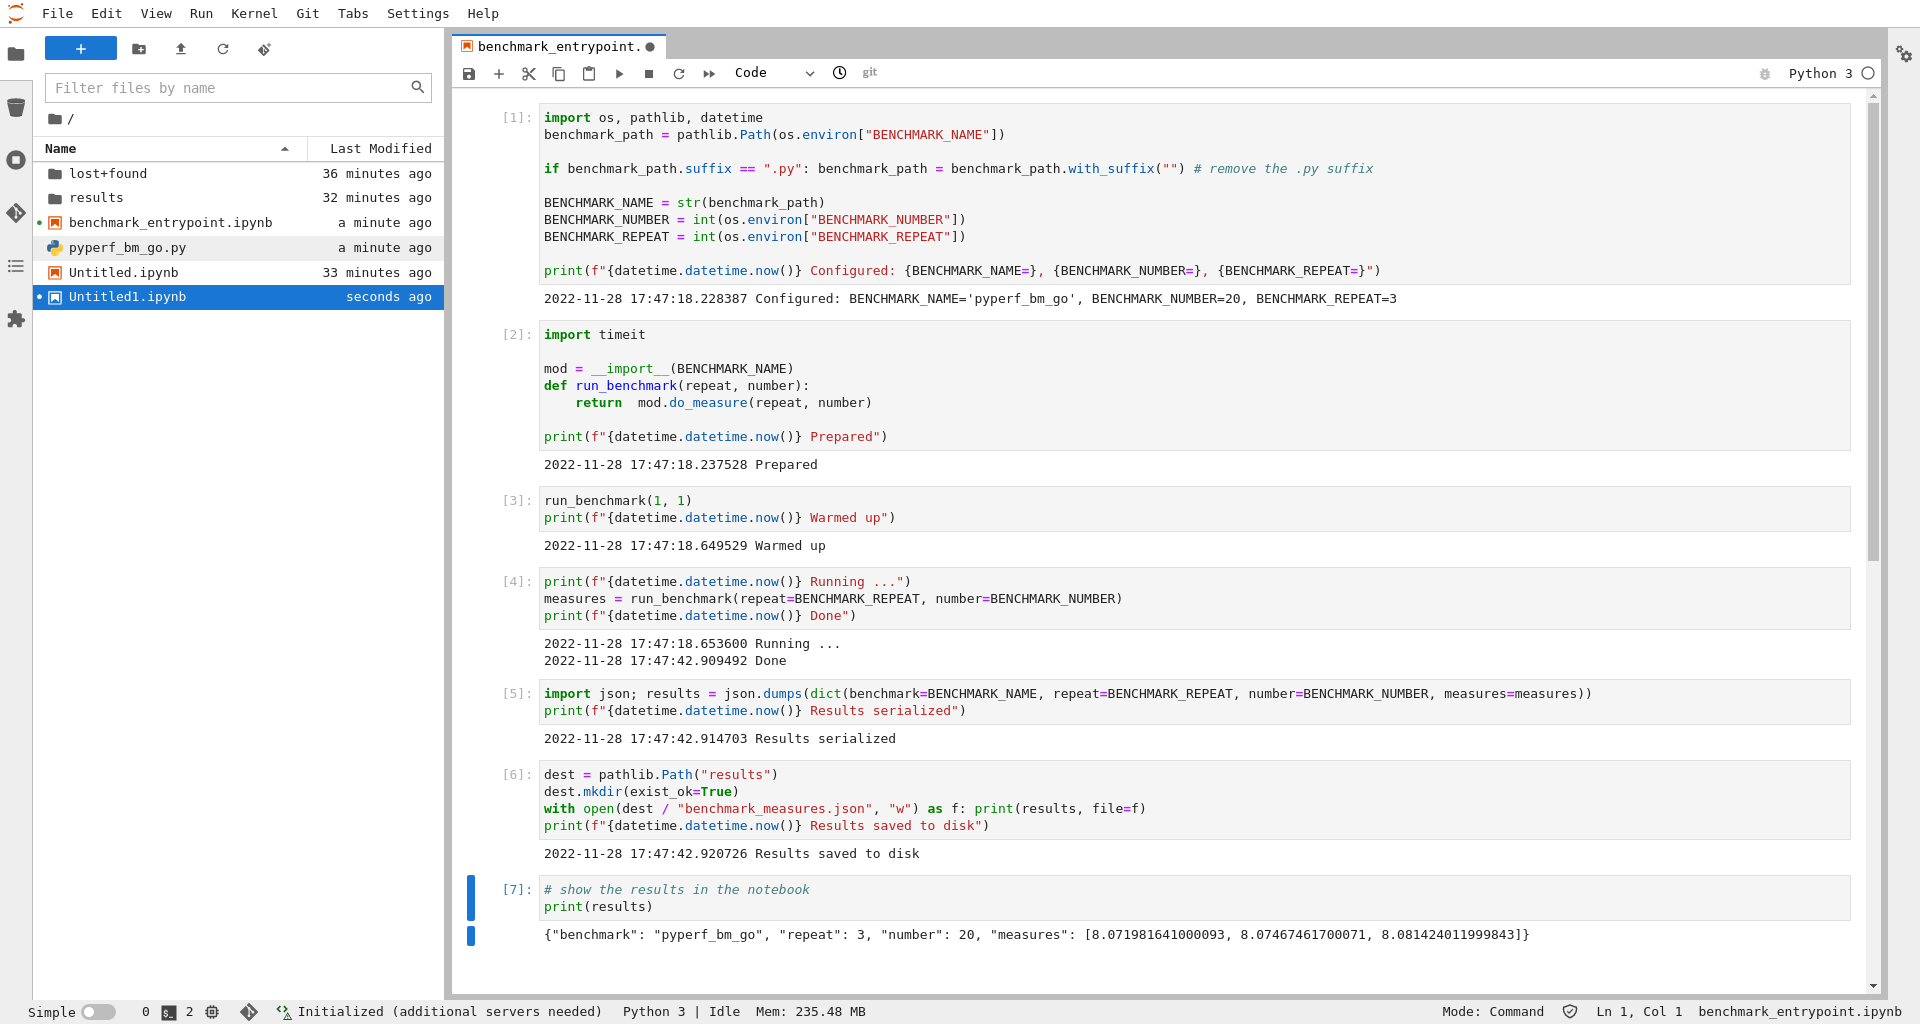 File Edit View Run Kernel Git Tabs Settings Help
Filter files by name
/
Name Last Modified
lost+found 36 minutes ago
results 32 minutes ago
benchmark_entrypoint.ipynb a minute ago
pyperf_bm_go.py a minute ago
Untitled.ipynb 33 minutes ago
Untitled1.ipynb seconds ago
benchmark_entrypoint.
Code git Python 3
[1]: import os, pathlib, datetime
benchmark_path = pathlib.Path(os.environ["BENCHMARK_NAME"])
if benchmark_path.suffix == ".py": benchmark_path = benchmark_path.with_suffix("") # remove the .py suffix
BENCHMARK_NAME = str(benchmark_path)
BENCHMARK_NUMBER = int(os.environ["BENCHMARK_NUMBER"])
BENCHMARK_REPEAT = int(os.environ["BENCHMARK_REPEAT"])
print(f"{datetime.datetime.now()} Configured: {BENCHMARK_NAME=}, {BENCHMARK_NUMBER=}, {BENCHMARK_REPEAT=}")
2022-11-28 17:47:18.228387 Configured: BENCHMARK_NAME='pyperf_bm_go', BENCHMARK_NUMBER=20, BENCHMARK_REPEAT=3
[2]: import timeit
mod = __import__(BENCHMARK_NAME)
def run_benchmark(repeat, number):
    return  mod.do_measure(repeat, number)
print(f"{datetime.datetime.now()} Prepared")
2022-11-28 17:47:18.237528 Prepared
[3]: run_benchmark(1, 1)
print(f"{datetime.datetime.now()} Warmed up")
2022-11-28 17:47:18.649529 Warmed up
[4]: print(f"{datetime.datetime.now()} Running ...")
measures = run_benchmark(repeat=BENCHMARK_REPEAT, number=BENCHMARK_NUMBER)
print(f"{datetime.datetime.now()} Done")
2022-11-28 17:47:18.653600 Running ...
2022-11-28 17:47:42.909492 Done
[5]: import json; results = json.dumps(dict(benchmark=BENCHMARK_NAME, repeat=BENCHMARK_REPEAT, number=BENCHMARK_NUMBER, measures=measures))
print(f"{datetime.datetime.now()} Results serialized")
2022-11-28 17:47:42.914703 Results serialized
[6]: dest = pathlib.Path("results")
dest.mkdir(exist_ok=True)
with open(dest / "benchmark_measures.json", "w") as f: print(results, file=f)
print(f"{datetime.datetime.now()} Results saved to disk")
2022-11-28 17:47:42.920726 Results saved to disk
[7]: # show the results in the notebook
print(results)
{"benchmark": "pyperf_bm_go", "repeat": 3, "number": 20, "measures": [8.071981641000093, 8.07467461700071, 8.081424011999843]}
Simple 0 $_ 2 Initialized (additional servers needed) Python 3 | Idle Mem: 235.48 MB Mode: Command Ln 1, Col 1 benchmark_entrypoint.ipynb